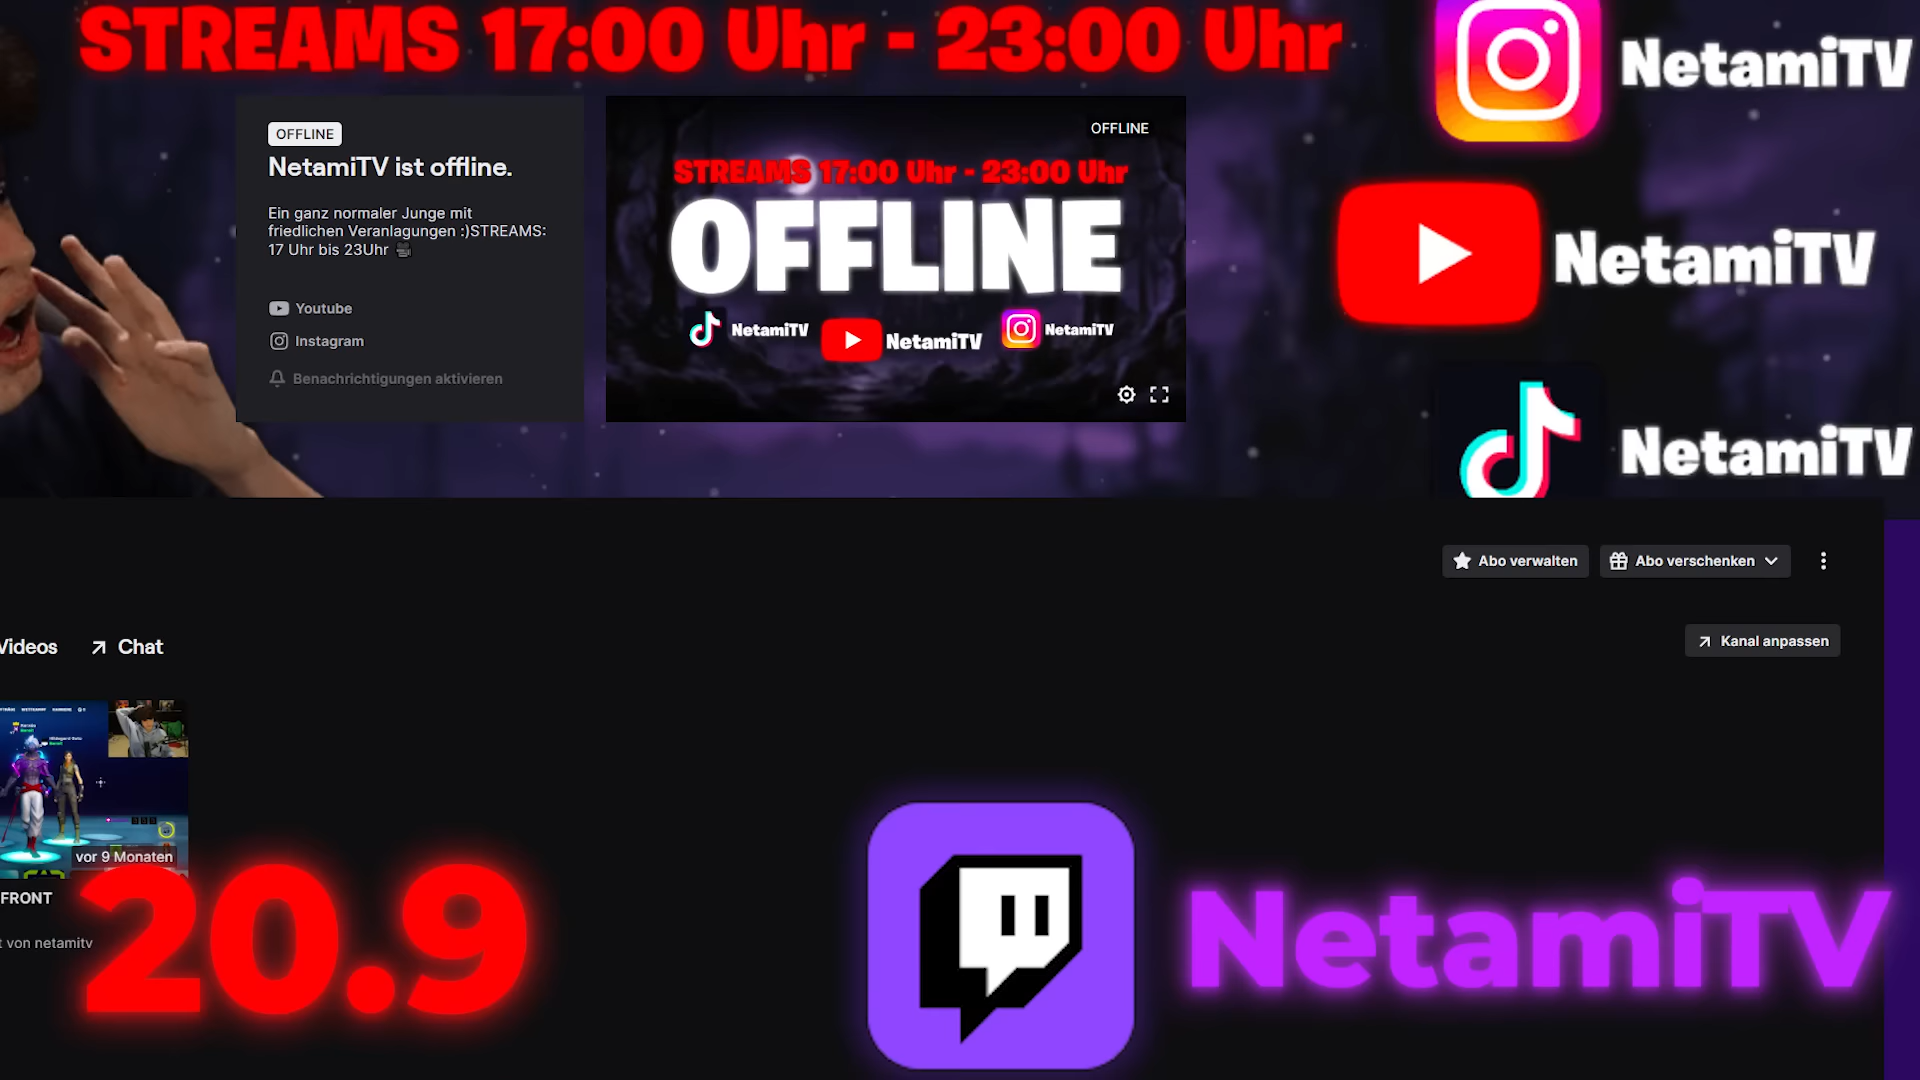 STREAMS 17:00 Uhr - 23:00 Uhr
NetamiTV
OFFLINE
NetamiTV ist offline.
Ein ganz normaler Junge mit
friedlichen Veranlagungen :)STREAMS:
17 Uhr bis 23Uhr
Youtube
Instagram
Benachrichtigungen aktivieren
OFFLINE
STREAMS 17:00 Uhr - 23:00 Uhr
OFFLINE
NetamiTV
NetamiTV
NetamiTV
NetamiTV
NetamiTV
Abo verwalten
Abo verschenken
Videos
Chat
Kanal anpassen
vor 9 Monaten
FRONT
t von netamitv
20.9
NetamiTV